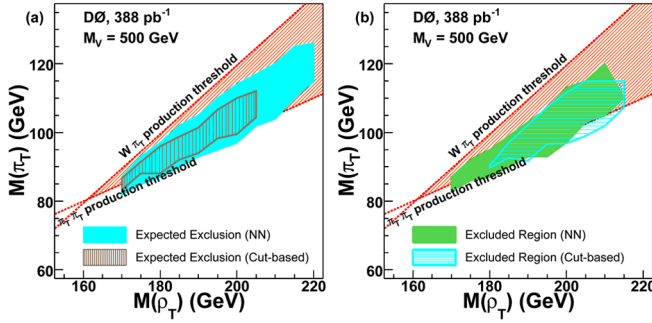 (a)
DØ, 388 pb⁻¹
M_V = 500 GeV
W π_T production threshold
π_T π_T production threshold
Expected Exclusion (NN)
Expected Exclusion (Cut-based)
M(π_T) (GeV)
120
100
80
60
160
180
200
220
M(ρ_T) (GeV)
(b)
DØ, 388 pb⁻¹
M_V = 500 GeV
W π_T production threshold
π_T π_T production threshold
Excluded Region (NN)
Excluded Region (Cut-based)
M(π_T) (GeV)
120
100
80
60
160
180
200
220
M(ρ_T) (GeV)